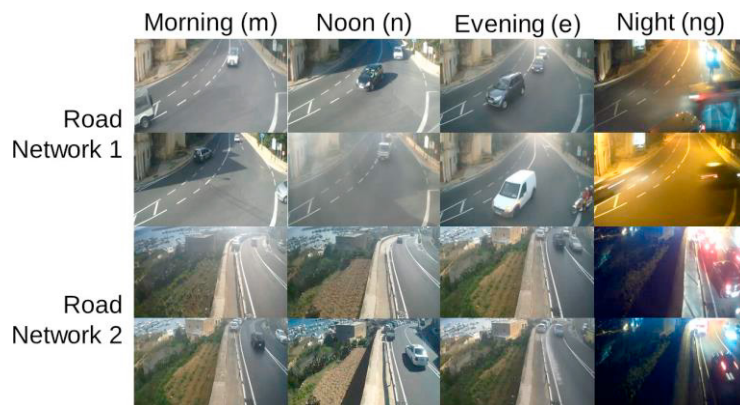 Morning (m) Noon (n) Evening (e) Night (ng)
Road
Network 1
Road
Network 2